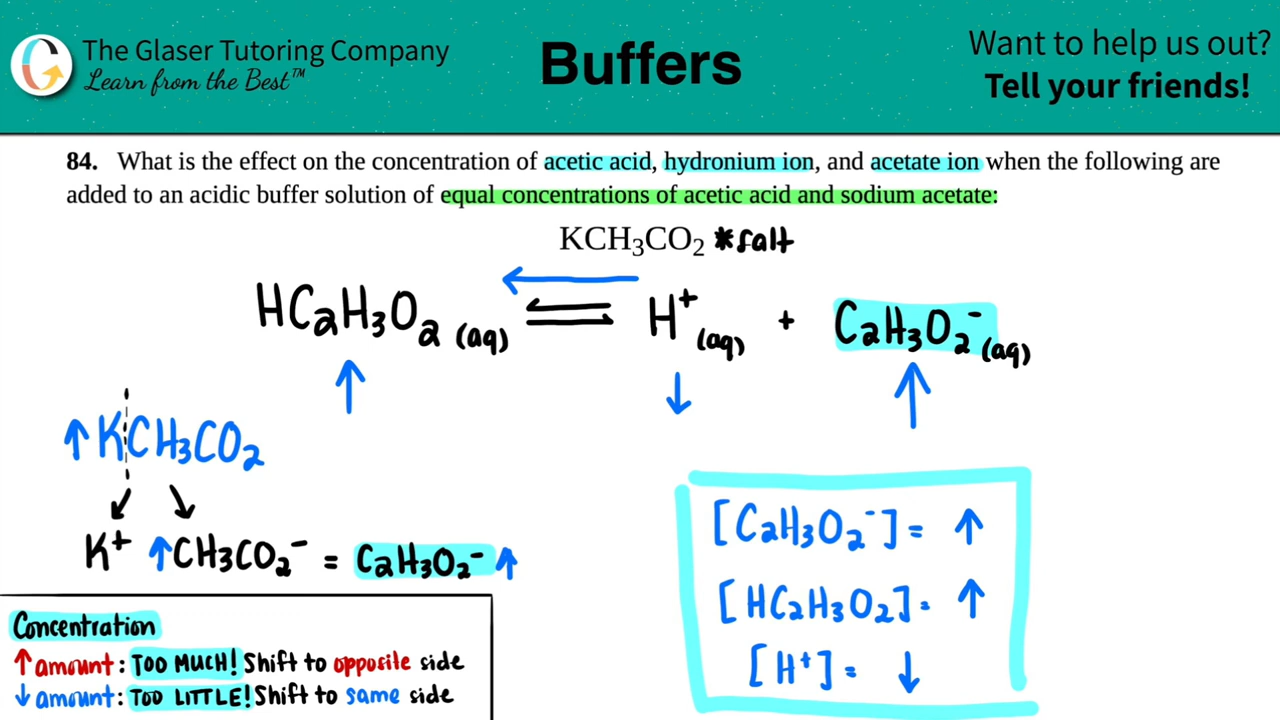 The Glaser Tutoring Company
Learn from the Best™
Buffers
Want to help us out?
Tell your friends!
84. What is the effect on the concentration of acetic acid, hydronium ion, and acetate ion when the following are
added to an acidic buffer solution of equal concentrations of acetic acid and sodium acetate:
KCH₃CO₂ *salt
HC₂H₃O₂ (aq) ⇌ H⁺ (aq) + C₂H₃O₂⁻ (aq)
←
↑ ↓ ↑
↑ KCH₃CO₂
K⁺ ↑CH₃CO₂⁻ = C₂H₃O₂⁻ ↑
[C₂H₃O₂⁻] = ↑
[HC₂H₃O₂] = ↑
[H⁺] = ↓
Concentration
↑ amount: TOO MUCH! Shift to opposite side
↓ amount: TOO LITTLE! Shift to same side